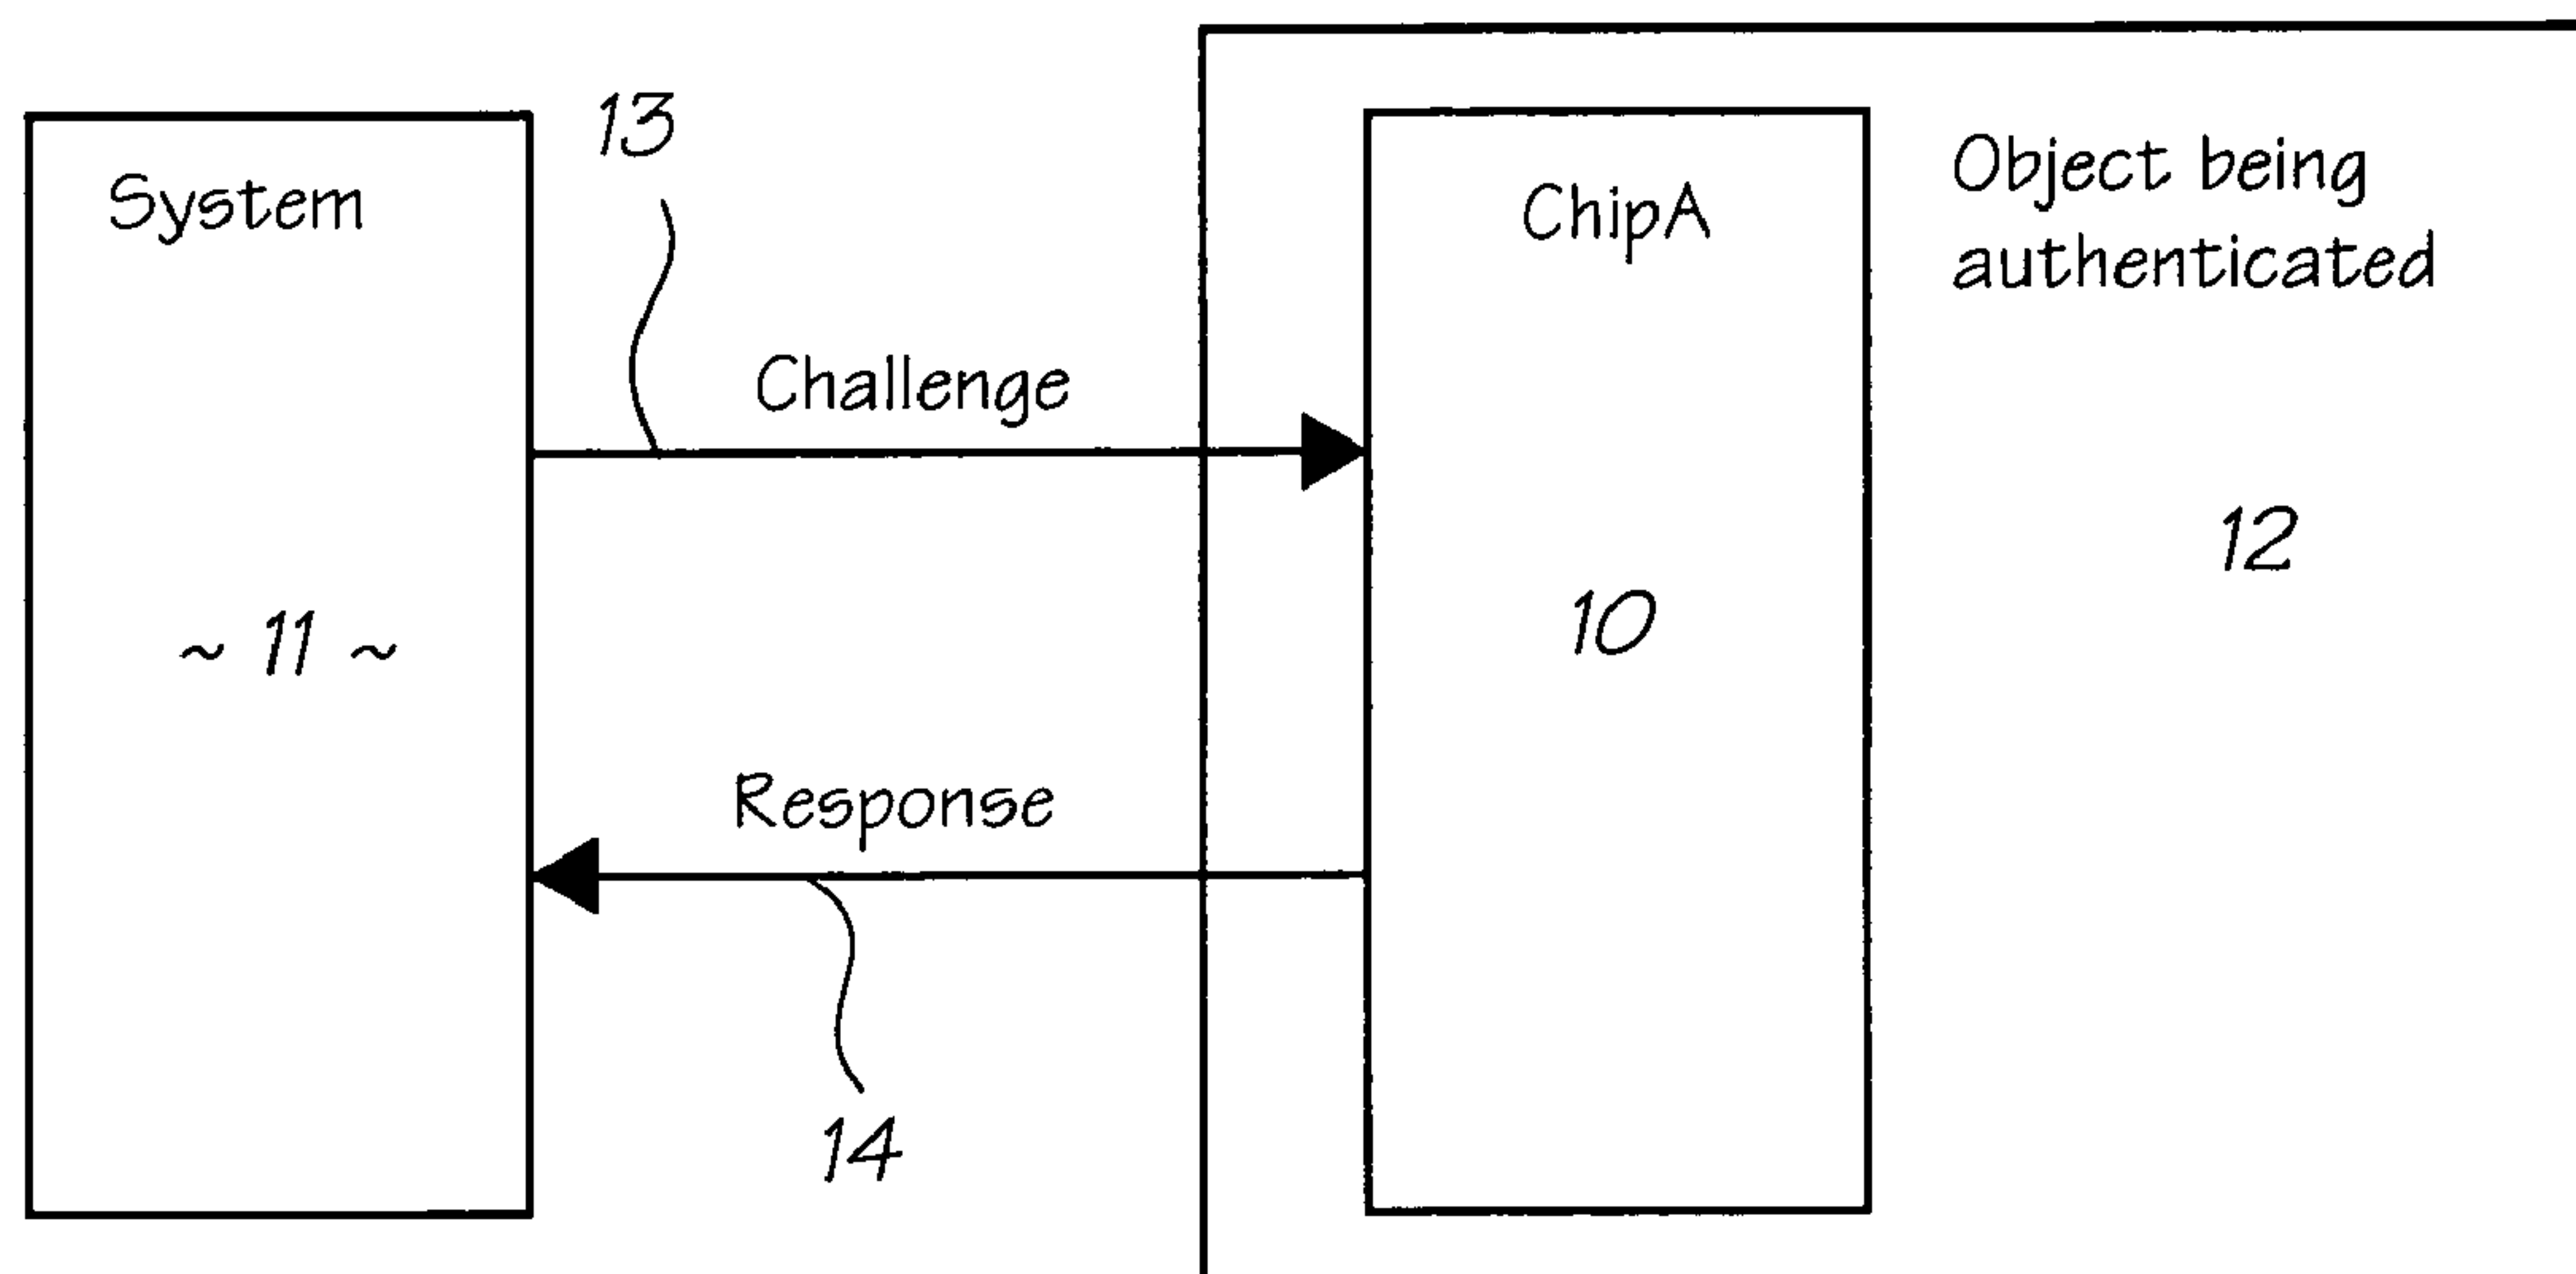 System
~ 11 ~
13
Challenge
Response
14
ChipA
10
Object being
authenticated
12